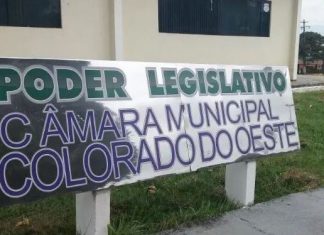 PODER LEGISLATIVO
CÂMARA MUNICIPAL
COLORADO DO OESTE